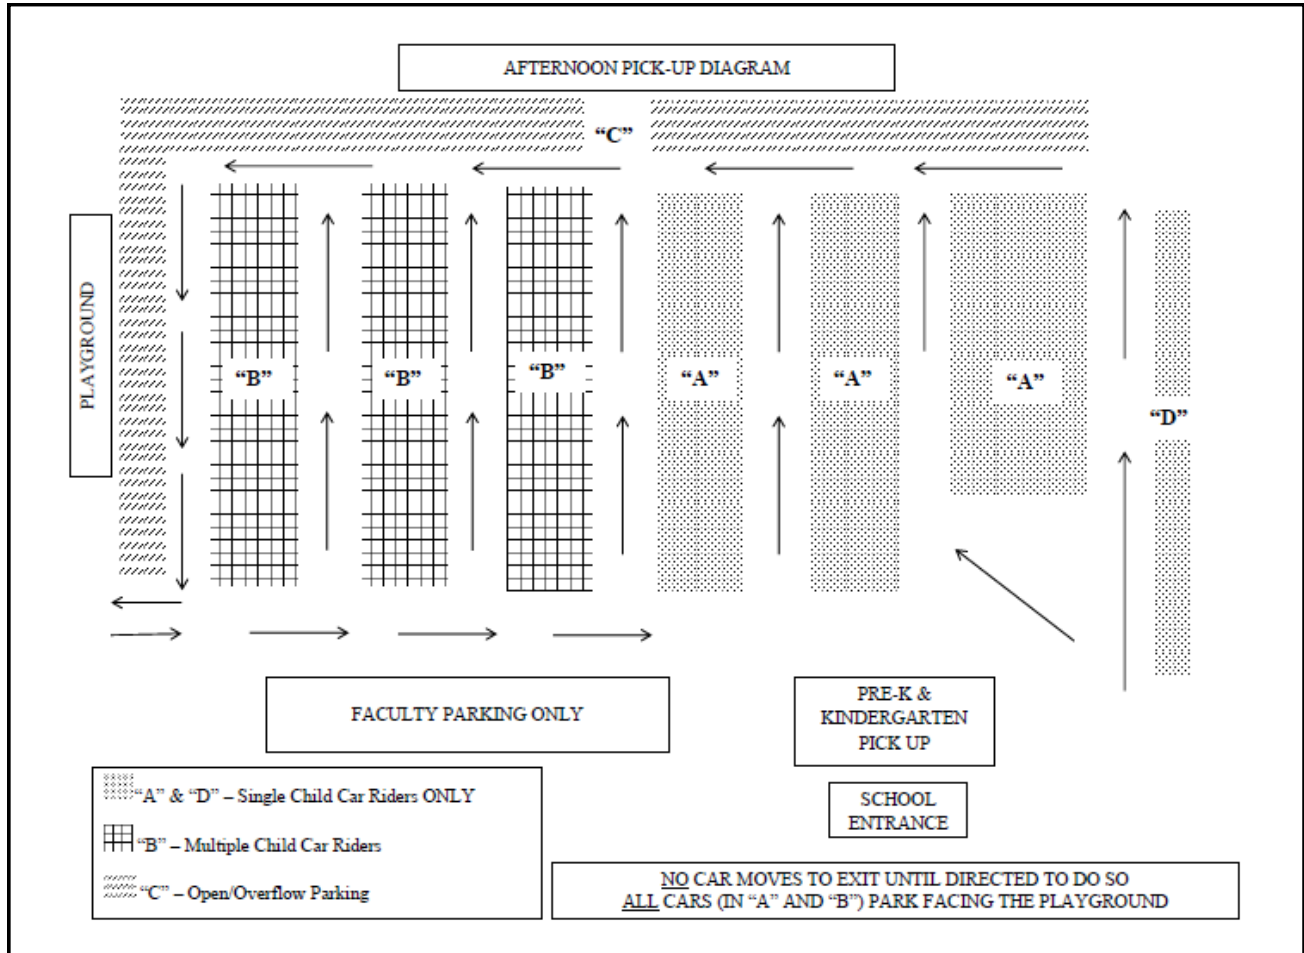 AFTERNOON PICK-UP DIAGRAM
“C”
PLAYGROUND
“B”
“B”
“B”
“A”
“A”
“A”
“D”
FACULTY PARKING ONLY
PRE-K &
KINDERGARTEN
PICK UP
“A” & “D” – Single Child Car Riders ONLY
“B” – Multiple Child Car Riders
“C” – Open/Overflow Parking
SCHOOL
ENTRANCE
NO CAR MOVES TO EXIT UNTIL DIRECTED TO DO SO
ALL CARS (IN “A” AND “B”) PARK FACING THE PLAYGROUND